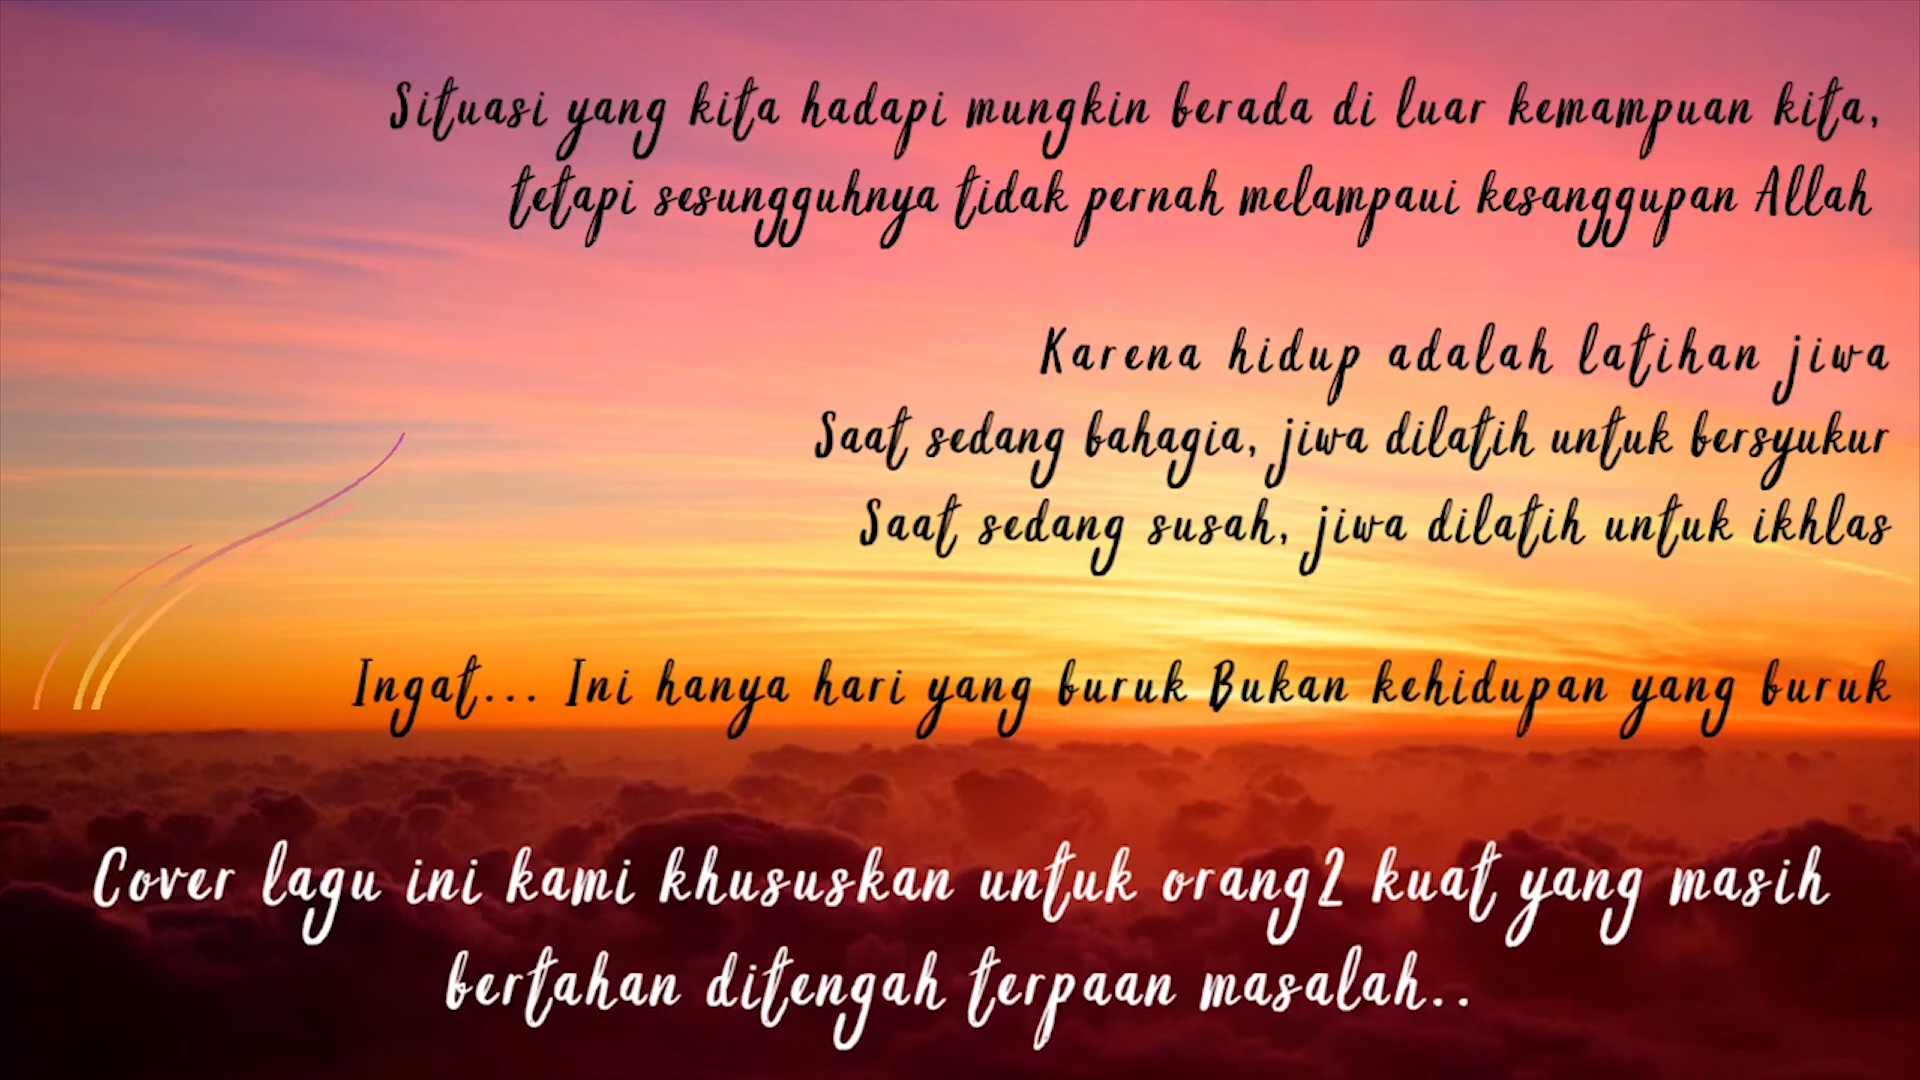 Situasi yang kita hadapi mungkin berada di luar kemampuan kita,
tetapi sesungguhnya tidak pernah melampaui kesanggupan Allah
Karena hidup adalah latihan jiwa
Saat sedang bahagia, jiwa dilatih untuk bersyukur
Saat sedang susah, jiwa dilatih untuk ikhlas
Ingat... Ini hanya hari yang buruk Bukan kehidupan yang buruk
Cover lagu ini kami khususkan untuk orang2 kuat yang masih
bertahan ditengah terpaan masalah..